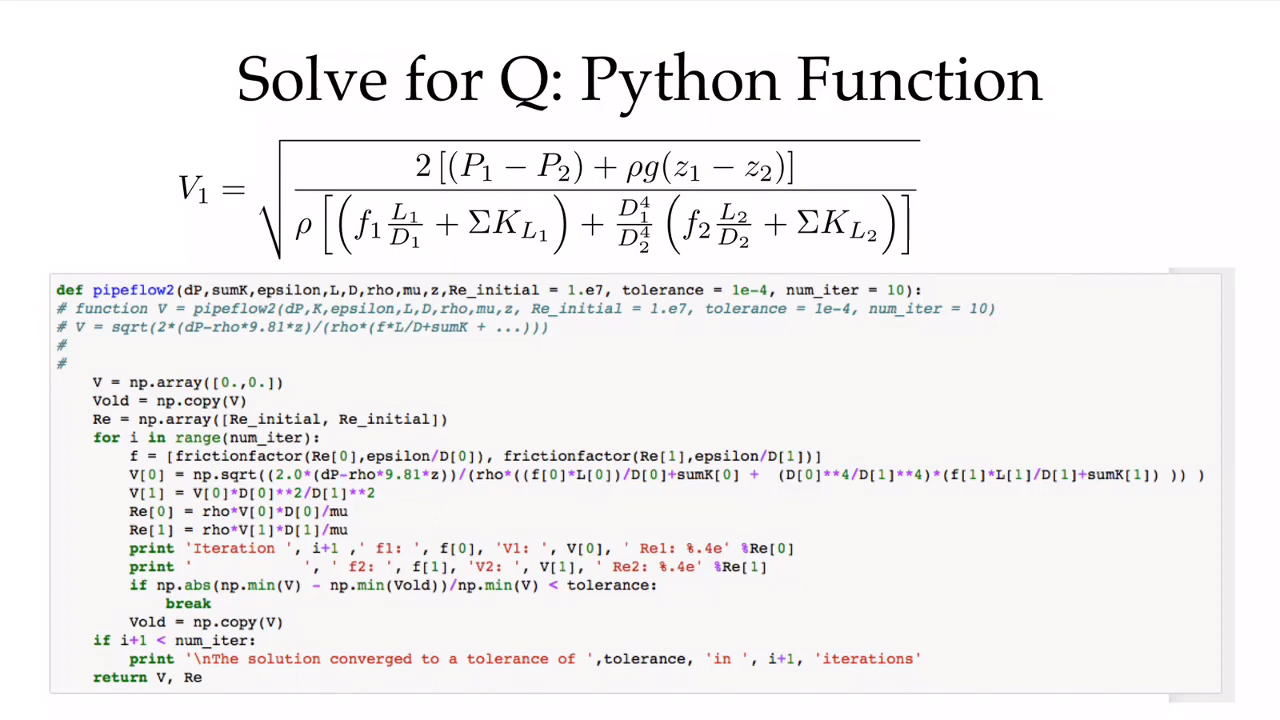 Solve for Q: Python Function
V₁ = √( 2 [(P₁ − P₂) + ρg(z₁ − z₂)] / ρ [ ( f₁ L₁/D₁ + ΣK_L₁ ) + D₁⁴/D₂⁴ ( f₂ L₂/D₂ + ΣK_L₂ ) ] )
def pipeflow2(dP,sumK,epsilon,L,D,rho,mu,z,Re_initial = 1.e7, tolerance = 1e-4, num_iter = 10):
# function V = pipeflow2(dP,K,epsilon,L,D,rho,mu,z, Re_initial = 1.e7, tolerance = 1e-4, num_iter = 10)
# V = sqrt(2*(dP-rho*9.81*z)/(rho*(f*L/D+sumK + ...)))
#
#
    V = np.array([0.,0.])
    Vold = np.copy(V)
    Re = np.array([Re_initial, Re_initial])
    for i in range(num_iter):
        f = [frictionfactor(Re[0],epsilon/D[0]), frictionfactor(Re[1],epsilon/D[1])]
        V[0] = np.sqrt((2.0*(dP-rho*9.81*z))/(rho*((f[0]*L[0])/D[0]+sumK[0] +  (D[0]**4/D[1]**4)*(f[1]*L[1]/D[1]+sumK[1]) )) )
        V[1] = V[0]*D[0]**2/D[1]**2
        Re[0] = rho*V[0]*D[0]/mu
        Re[1] = rho*V[1]*D[1]/mu
        print 'Iteration ', i+1 ,' f1: ', f[0], 'V1: ', V[0], ' Re1: %.4e' %Re[0]
        print '            ', ' f2: ', f[1], 'V2: ', V[1], ' Re2: %.4e' %Re[1]
        if np.abs(np.min(V) - np.min(Vold))/np.min(V) < tolerance:
            break
        Vold = np.copy(V)
    if i+1 < num_iter:
        print '\nThe solution converged to a tolerance of ',tolerance, 'in ', i+1, 'iterations'
    return V, Re